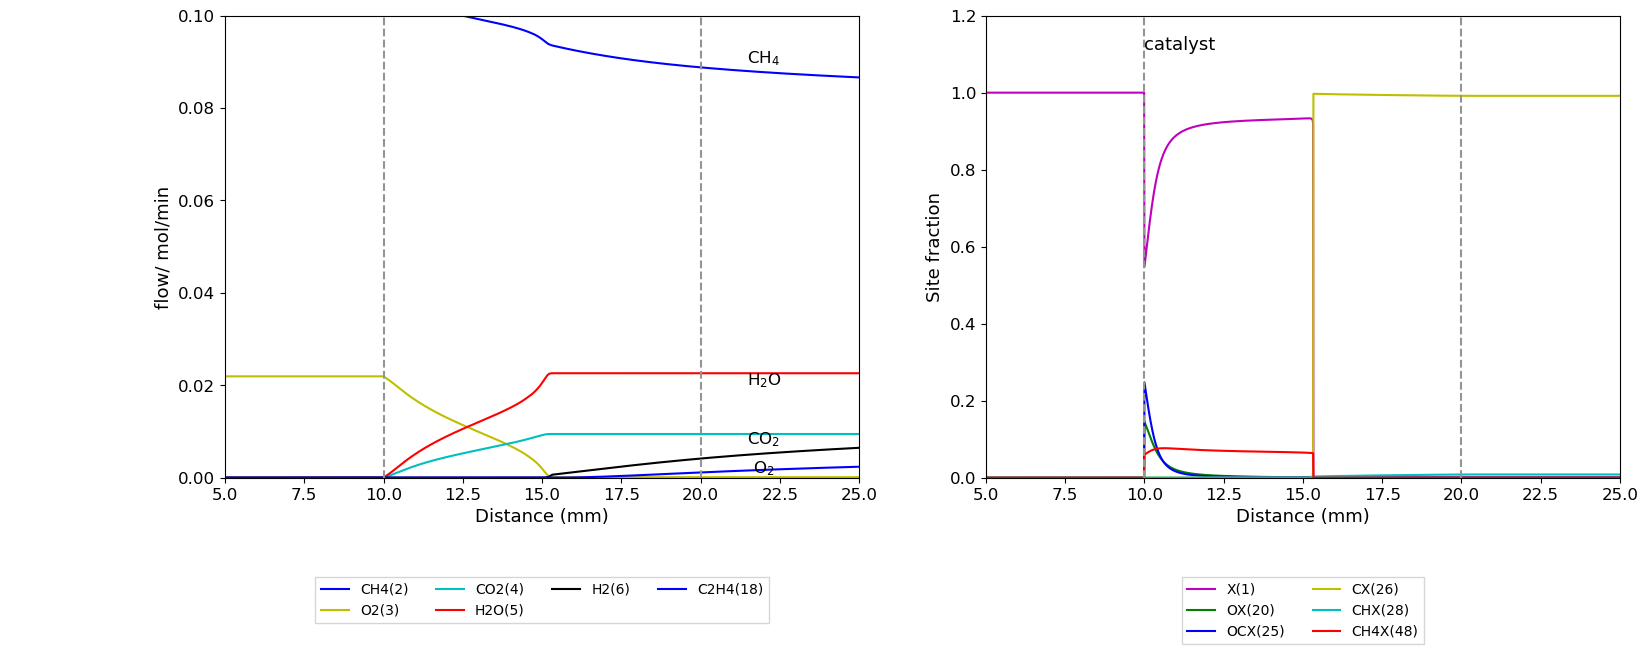 0.10
0.08
0.06
0.04
0.02
0.00
flow/ mol/min
CH₄
H₂O
CO₂
O₂
5.0 7.5 10.0 12.5 15.0 17.5 20.0 22.5 25.0
Distance (mm)
CH4(2) CO2(4) H2(6) C2H4(18)
O2(3) H2O(5)
1.2
1.0
0.8
0.6
0.4
0.2
0.0
Site fraction
catalyst
5.0 7.5 10.0 12.5 15.0 17.5 20.0 22.5 25.0
Distance (mm)
X(1) CX(26)
OX(20) CHX(28)
OCX(25) CH4X(48)